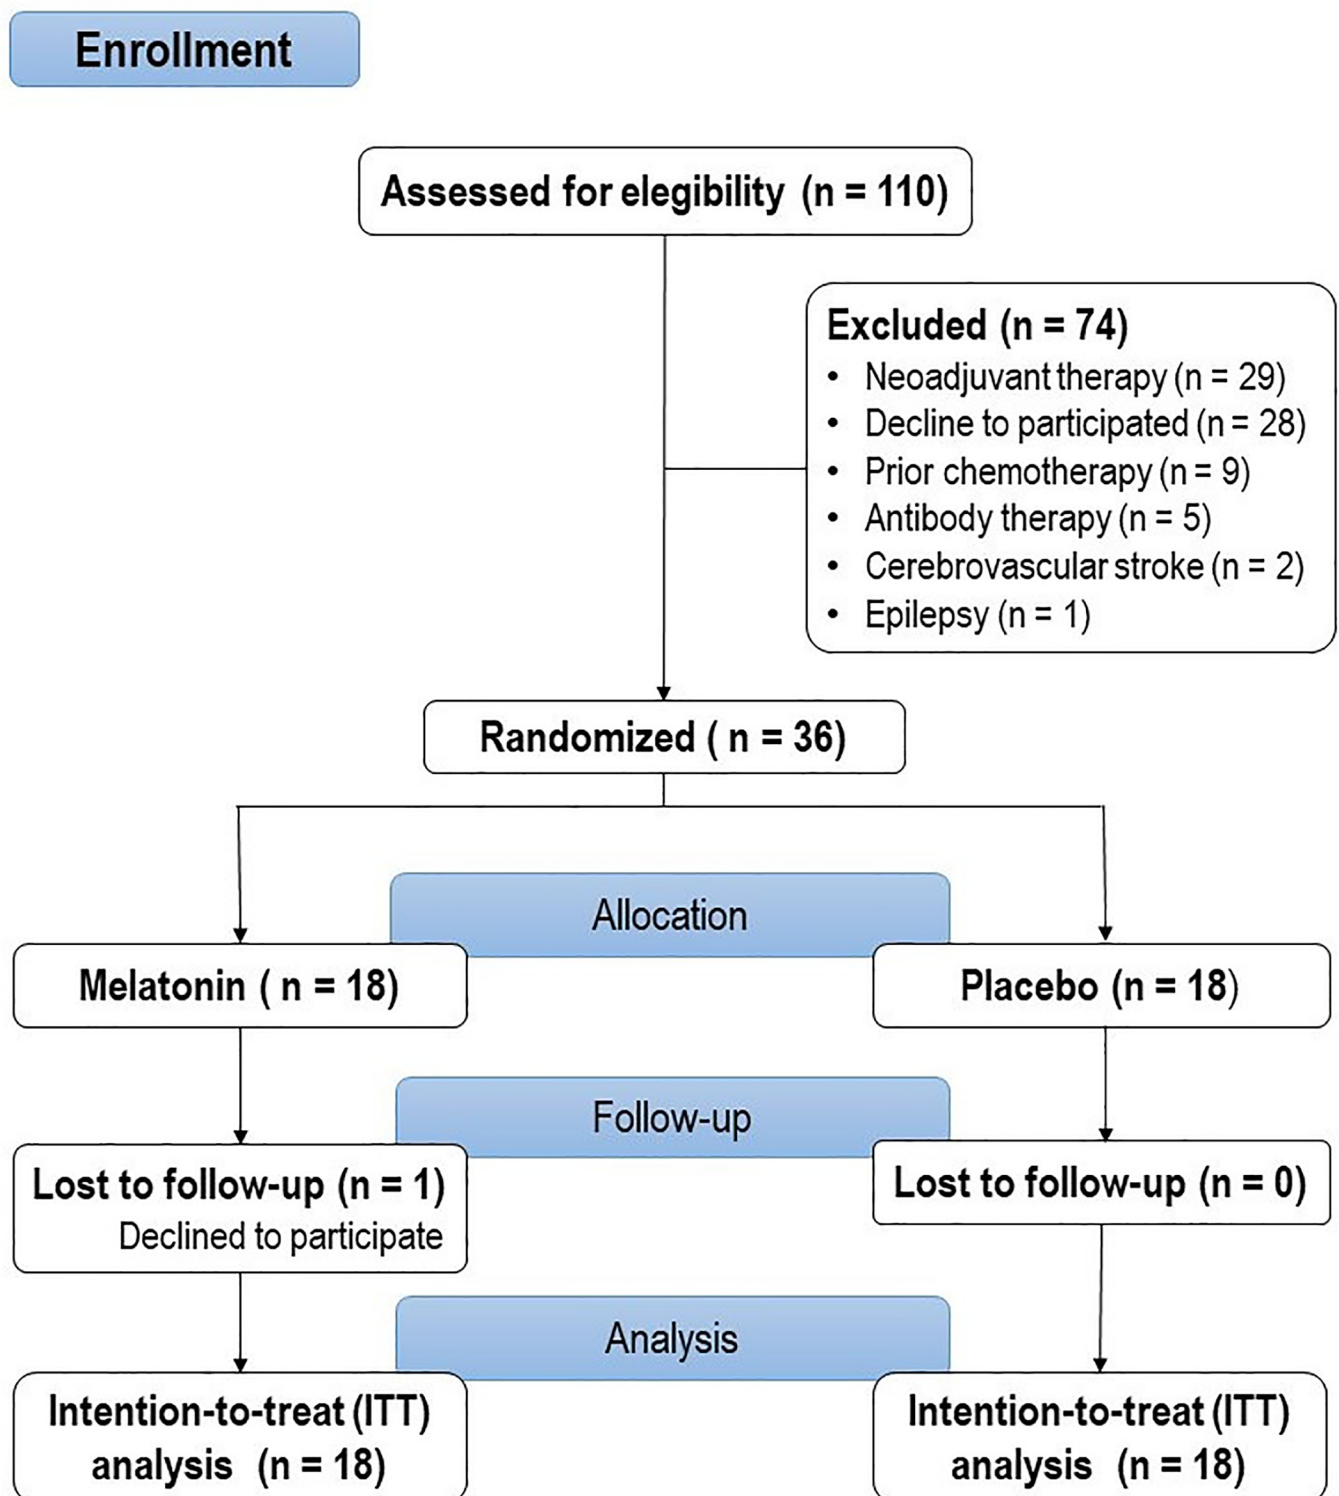 Enrollment
Assessed for elegibility (n = 110)
Excluded (n = 74)
• Neoadjuvant therapy (n = 29)
• Decline to participated (n = 28)
• Prior chemotherapy (n = 9)
• Antibody therapy (n = 5)
• Cerebrovascular stroke (n = 2)
• Epilepsy (n = 1)
Randomized ( n = 36)
Allocation
Melatonin ( n = 18)
Placebo (n = 18)
Follow-up
Lost to follow-up (n = 1)
Declined to participate
Lost to follow-up (n = 0)
Analysis
Intention-to-treat (ITT)
analysis (n = 18)
Intention-to-treat (ITT)
analysis (n = 18)